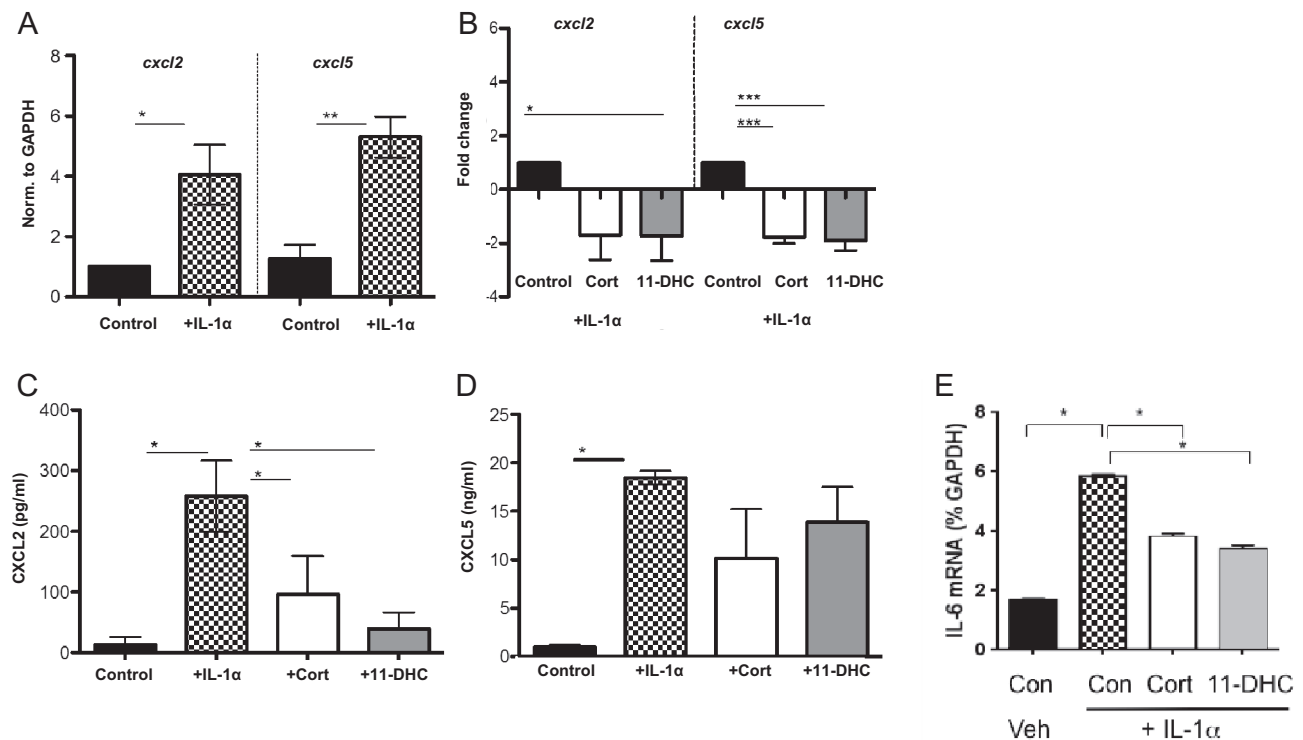 A
cxcl2 cxcl5
Norm. to GAPDH
8
6
4
2
0
* **
Control +IL-1α Control +IL-1α
B
cxcl2 cxcl5
Fold change
6
4
2
0
-2
-4
* ***
***
Control Cort 11-DHC Control Cort 11-DHC
+IL-1α +IL-1α
C
CXCL2 (pg/ml)
400
300
200
100
0
* *
*
Control +IL-1α +Cort +11-DHC
D
CXCL5 (ng/ml)
25
20
15
10
5
0
*
Control +IL-1α +Cort +11-DHC
E
IL-6 mRNA (% GAPDH)
8
6
4
2
0
* *
*
Con Con Cort 11-DHC
Veh + IL-1α